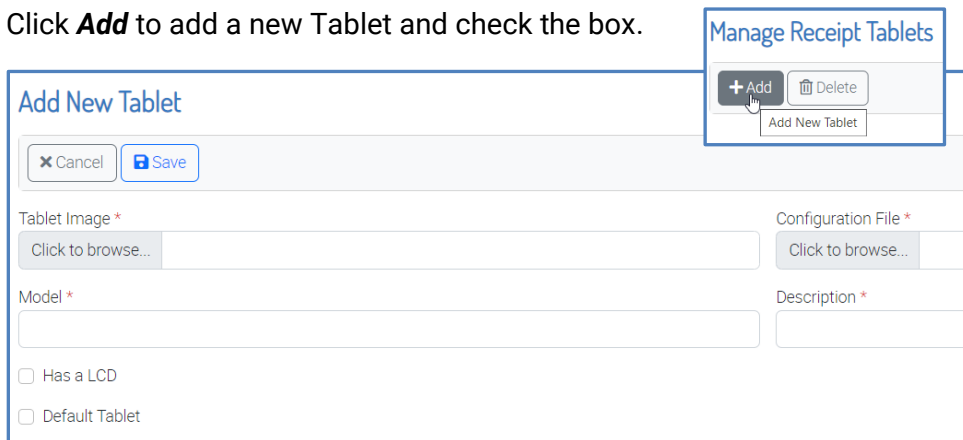 Click Add to add a new Tablet and check the box.
Manage Receipt Tablets
Add Delete
Add New Tablet
Add New Tablet
Cancel Save
Tablet Image * Configuration File *
Click to browse... Click to browse...
Model * Description *
Has a LCD
Default Tablet